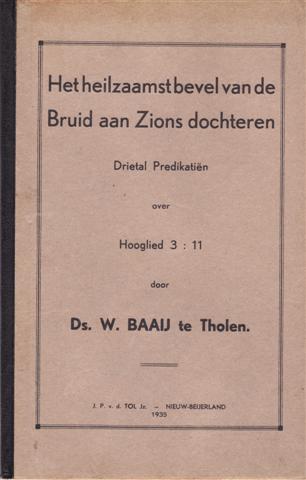 Het heilzaamst bevel van de
Bruid aan Zions dochteren
Drietal Predikatiën
over
Hooglied 3 : 11
door
Ds. W. BAAIJ te Tholen.
J. P. v. d. TOL Jr. – NIEUW-BEIJERLAND
1935